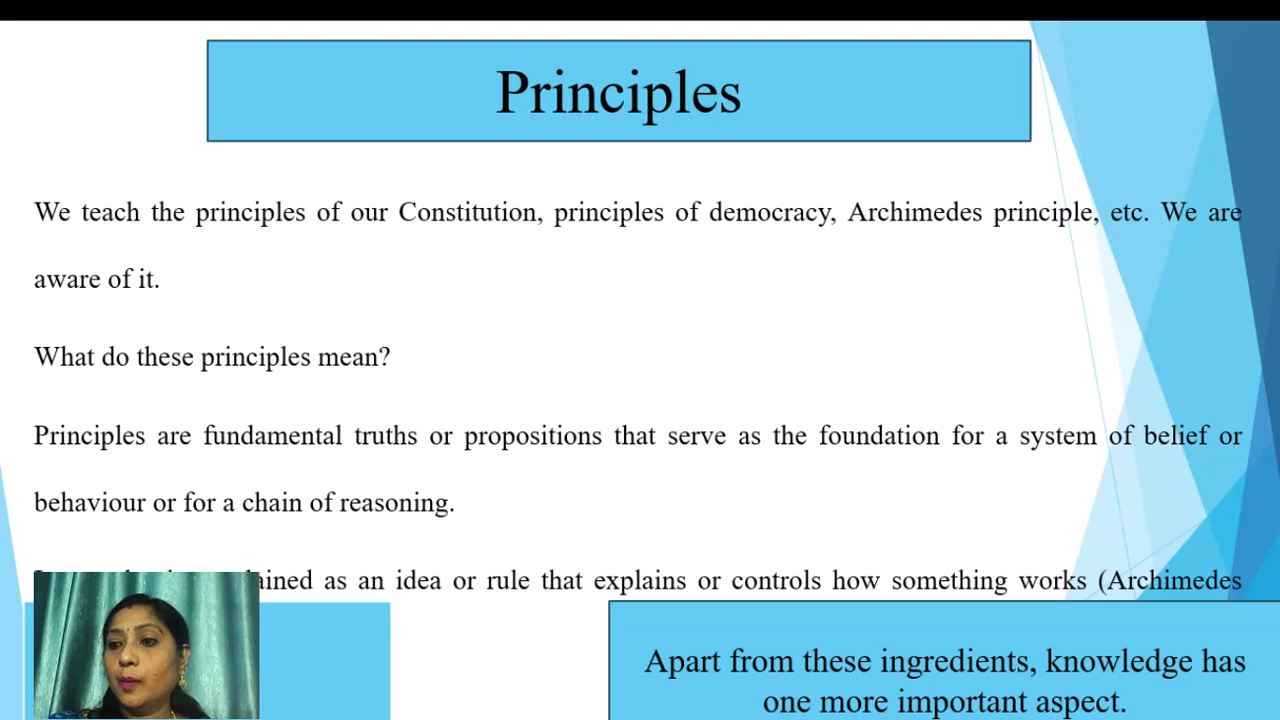 Principles
We teach the principles of our Constitution, principles of democracy, Archimedes principle, etc. We are
aware of it.
What do these principles mean?
Principles are fundamental truths or propositions that serve as the foundation for a system of belief or
behaviour or for a chain of reasoning.
as an idea or rule that explains or controls how something works (Archimedes
Apart from these ingredients, knowledge has
one more important aspect.